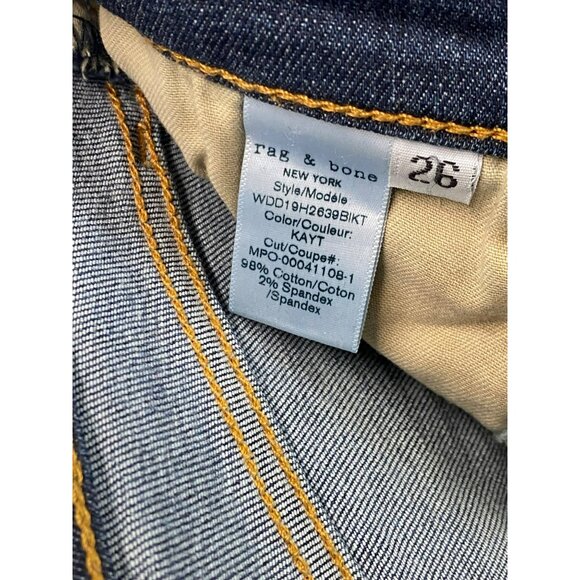 rag & bone
NEW YORK
Style/Modèle
WDD19H2639BIKT
Color/Couleur:
KAYT
Cut/Coupe#:
MPO-00041108-1
98% Cotton/Coton
2% Spandex
/Spandex
26